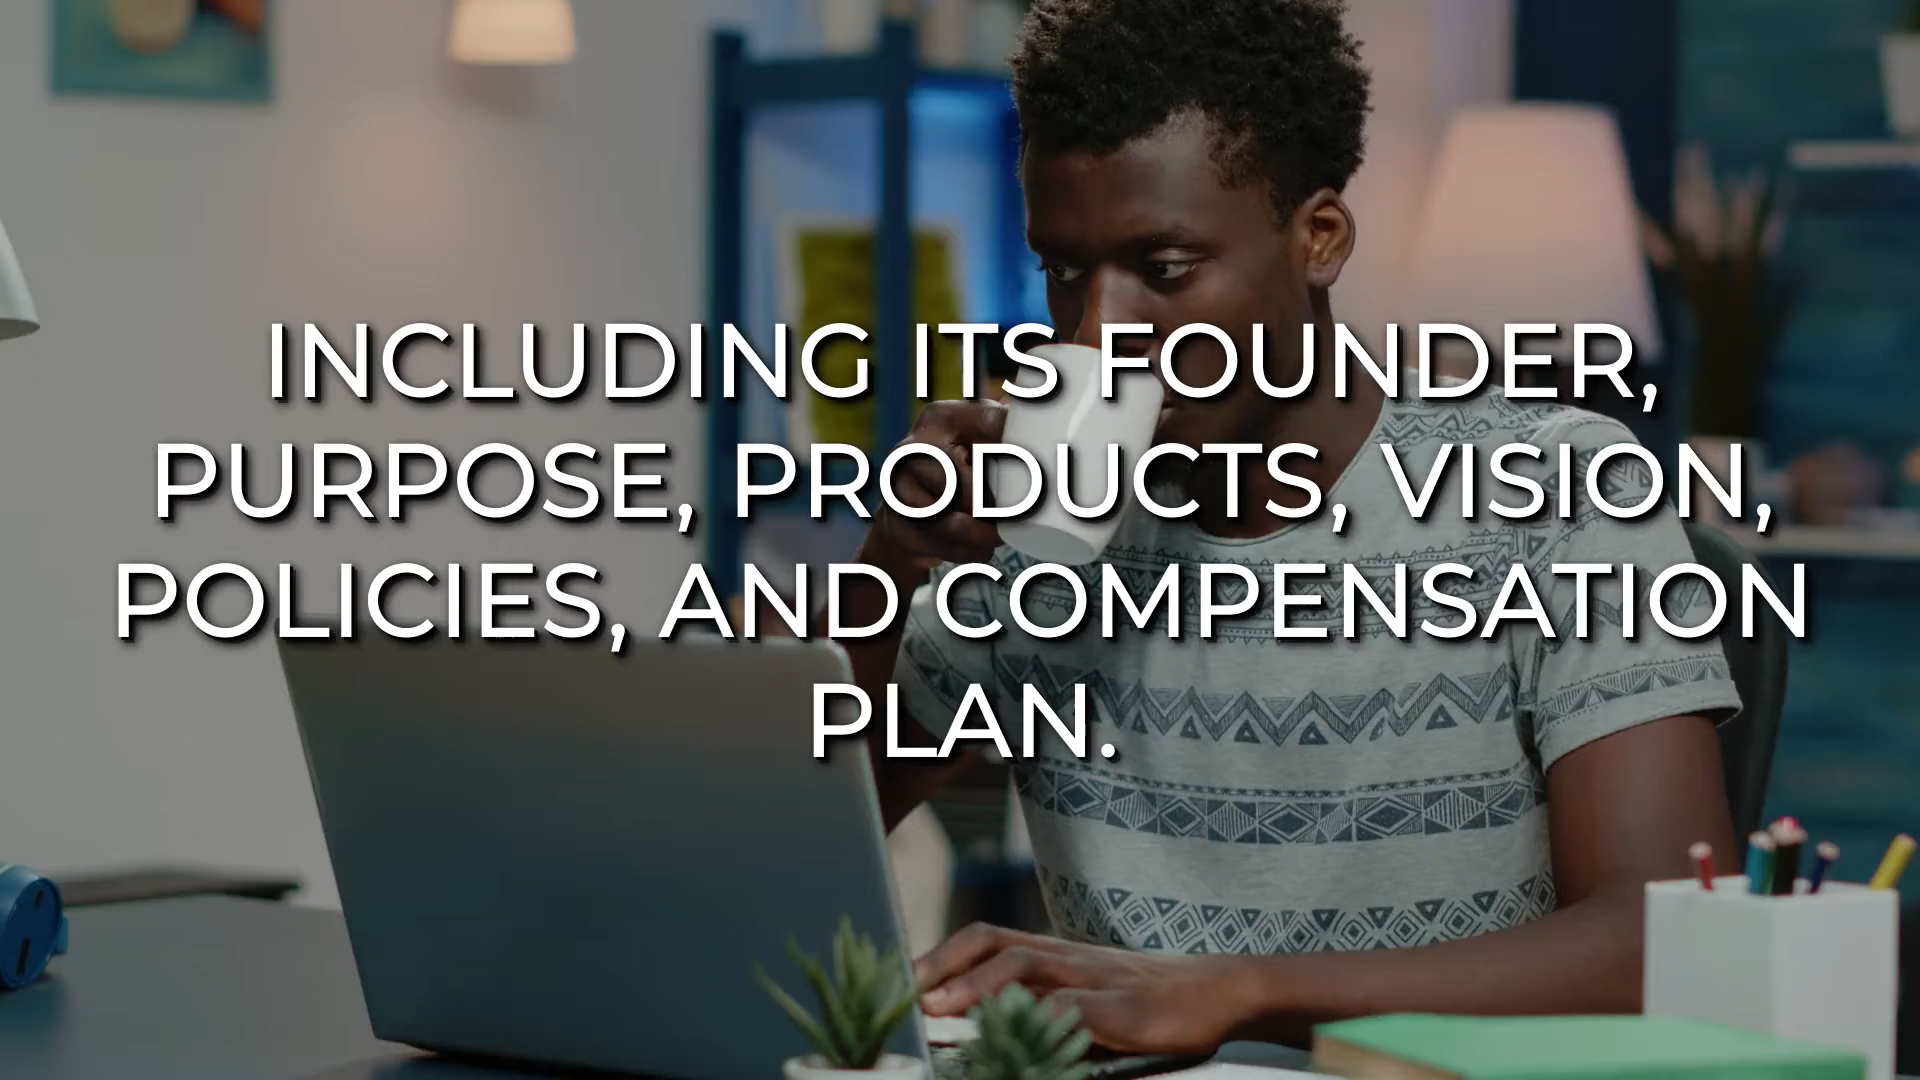 INCLUDING ITS FOUNDER,
PURPOSE, PRODUCTS, VISION,
POLICIES, AND COMPENSATION
PLAN.